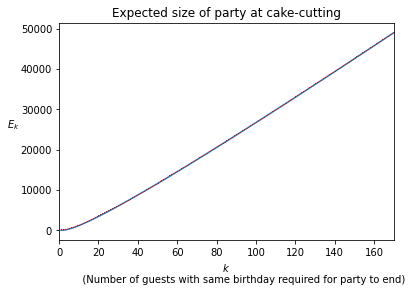 Expected size of party at cake-cutting
50000
40000
30000
20000
10000
0
E_k
0 20 40 60 80 100 120 140 160
k
(Number of guests with same birthday required for party to end)